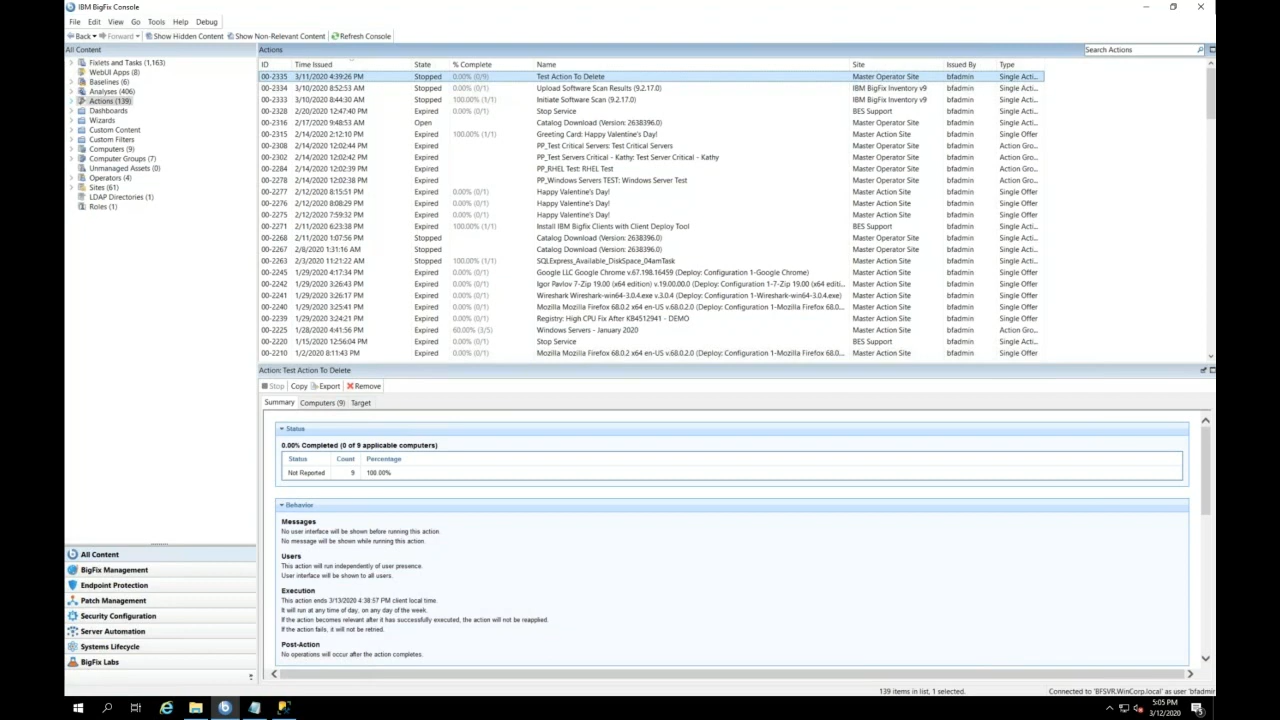 IBM BigFix Console
File Edit View Go Tools Help Debug
Back Forward Show Hidden Content Show Non-Relevant Content Refresh Console
All Content
Fixlets and Tasks (1,163)
WebUI Apps (8)
Baselines (6)
Analyses (406)
Actions (139)
Dashboards
Wizards
Custom Content
Custom Filters
Computers (9)
Computer Groups (7)
Unmanaged Assets (0)
Operators (4)
Sites (61)
LDAP Directories (1)
Roles (1)
All Content
BigFix Management
Endpoint Protection
Patch Management
Security Configuration
Server Automation
Systems Lifecycle
BigFix Labs
Actions Search Actions
ID Time Issued State % Complete Name Site Issued By Type
00-2335 3/11/2020 4:39:26 PM Stopped 0.00% (0/9) Test Action To Delete Master Operator Site bfadmin Single Acti...
00-2334 3/10/2020 8:52:53 AM Stopped 0.00% (0/1) Upload Software Scan Results (9.2.17.0) IBM BigFix Inventory v9 bfadmin Single Acti...
00-2333 3/10/2020 8:44:30 AM Stopped 100.00% (1/1) Initiate Software Scan (9.2.17.0) IBM BigFix Inventory v9 bfadmin Single Acti...
00-2328 2/20/2020 12:47:40 PM Expired 0.00% (0/1) Stop Service BES Support bfadmin Single Acti...
00-2316 2/17/2020 9:48:53 AM Open Catalog Download (Version: 2638396.0) Master Operator Site bfadmin Single Acti...
00-2315 2/14/2020 2:12:10 PM Expired 100.00% (1/1) Greeting Card: Happy Valentine's Day! Master Action Site bfadmin Single Offer
00-2308 2/14/2020 12:02:44 PM Expired PP_Test Critical Servers: Test Critical Servers Master Operator Site bfadmin Action Gro...
00-2302 2/14/2020 12:02:42 PM Expired PP_Test Servers Critical - Kathy: Test Server Critical - Kathy Master Operator Site bfadmin Action Gro...
00-2284 2/14/2020 12:02:39 PM Expired PP_RHEL Test: RHEL Test Master Operator Site bfadmin Action Gro...
00-2278 2/14/2020 12:02:38 PM Expired PP_Windows Servers TEST: Windows Server Test Master Operator Site bfadmin Action Gro...
00-2277 2/12/2020 8:15:51 PM Expired 0.00% (0/1) Happy Valentine's Day! Master Action Site bfadmin Single Offer
00-2276 2/12/2020 8:08:29 PM Expired 0.00% (0/1) Happy Valentine's Day! Master Action Site bfadmin Single Offer
00-2275 2/12/2020 7:59:32 PM Expired 0.00% (0/1) Happy Valentine's Day! Master Action Site bfadmin Single Offer
00-2271 2/11/2020 6:23:38 PM Expired 100.00% (1/1) Install IBM Bigfix Clients with Client Deploy Tool BES Support bfadmin Single Acti...
00-2268 2/11/2020 1:07:56 PM Stopped Catalog Download (Version: 2638396.0) Master Operator Site bfadmin Single Acti...
00-2267 2/8/2020 1:31:16 AM Stopped Catalog Download (Version: 2638396.0) Master Operator Site bfadmin Single Acti...
00-2263 2/3/2020 11:21:22 AM Stopped 100.00% (1/1) SQLExpress_Available_DiskSpace_04amTask Master Action Site bfadmin Single Acti...
00-2245 1/29/2020 4:17:34 PM Expired 0.00% (0/1) Google LLC Google Chrome v.67.198.16459 (Deploy: Configuration 1-Google Chrome) Master Action Site bfadmin Single Offer
00-2242 1/29/2020 3:26:43 PM Expired 0.00% (0/1) Igor Pavlov 7-Zip 19.00 (x64 edition) v.19.00.00.0 (Deploy: Configuration 1-7-Zip 19.00 (x64 editi... Master Action Site bfadmin Single Offer
00-2241 1/29/2020 3:26:17 PM Expired 0.00% (0/1) Wireshark Wireshark-win64-3.0.4.exe v.3.0.4 (Deploy: Configuration 1-Wireshark-win64-3.0.4.exe) Master Action Site bfadmin Single Offer
00-2240 1/29/2020 3:25:41 PM Expired 0.00% (0/1) Mozilla Mozilla Firefox 68.0.2 x64 en-US v.68.0.2.0 (Deploy: Configuration 1-Mozilla Firefox 68.0... Master Action Site bfadmin Single Offer
00-2239 1/29/2020 3:24:21 PM Expired 0.00% (0/1) Registry: High CPU Fix After KB4512941 - DEMO Master Action Site bfadmin Single Offer
00-2225 1/28/2020 4:41:56 PM Expired 60.00% (3/5) Windows Servers - January 2020 Master Action Site bfadmin Action Gro...
00-2220 1/15/2020 12:56:04 PM Expired 0.00% (0/1) Stop Service BES Support bfadmin Single Acti...
00-2210 1/2/2020 8:11:43 PM Expired 0.00% (0/1) Mozilla Mozilla Firefox 68.0.2 x64 en-US v.68.0.2.0 (Deploy: Configuration 1-Mozilla Firefox 68.0... Master Action Site bfadmin Single Offer
Action: Test Action To Delete
Stop Copy Export Remove
Summary Computers (9) Target
Status
0.00% Completed (0 of 9 applicable computers)
Status Count Percentage
Not Reported 9 100.00%
Behavior
Messages
No user interface will be shown before running this action.
No message will be shown while running this action.
Users
This action will run independently of user presence.
User interface will be shown to all users.
Execution
This action ends 3/13/2020 4:38:57 PM client local time.
It will run at any time of day, on any day of the week.
If the action becomes relevant after it has successfully executed, the action will not be reapplied.
If the action fails, it will not be retried.
Post-Action
No operations will occur after the action completes.
139 items in list, 1 selected. Connected to 'BFSVR.WinCorp.local' as user 'bfadmin
5:05 PM
3/12/2020
5